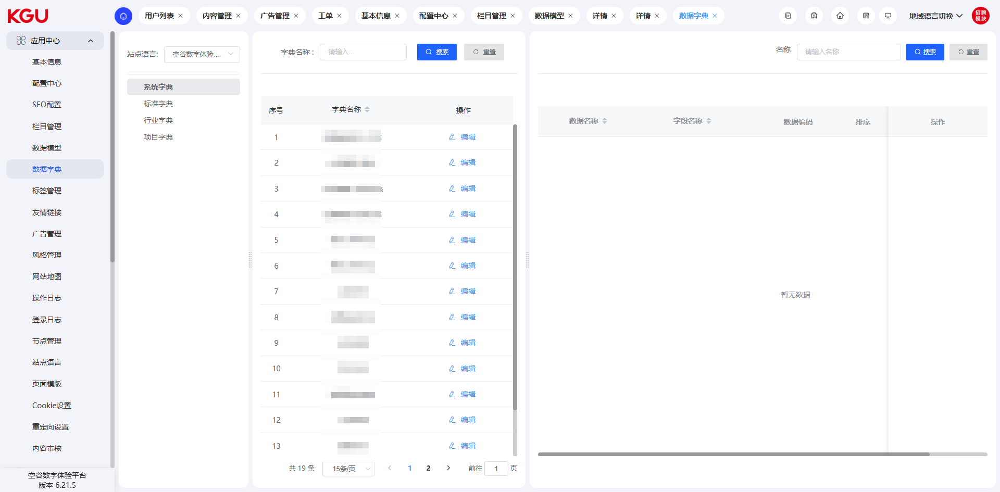 KGU
用户列表
内容管理
广告管理
工单
基本信息
配置中心
栏目管理
数据模型
详情
详情
数据字典
地域语言切换
招聘
模块
应用中心
基本信息
配置中心
SEO配置
栏目管理
数据模型
数据字典
标签管理
友情链接
广告管理
风格管理
网站地图
操作日志
登录日志
节点管理
站点语言
页面模版
Cookie设置
重定向设置
内容审核
空谷数字体验平台
版本 6.21.5
站点语言:
空谷数字体验...
系统字典
标准字典
行业字典
项目字典
字典名称 :
请输入...
搜索
重置
序号 字典名称 操作
1 编辑
2 编辑
3 编辑
4 编辑
5 编辑
6 编辑
7 编辑
8 编辑
9 编辑
10 编辑
11 编辑
12 编辑
13 编辑
共 19 条 15条/页 1 2 前往 1 页
名称 请输入名称 搜索 重置
数据名称 字段名称 数据编码 排序 操作
暂无数据